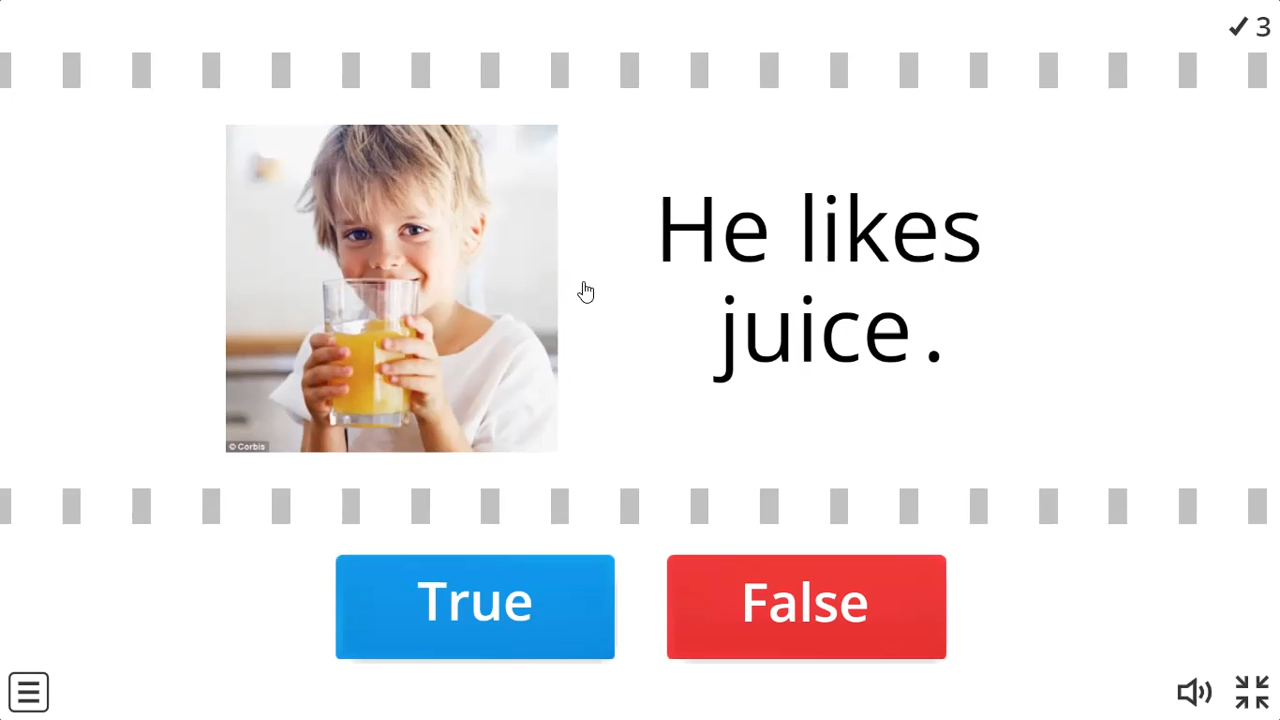 ✓ 3
He likes
juice.
© Corbis
True
False